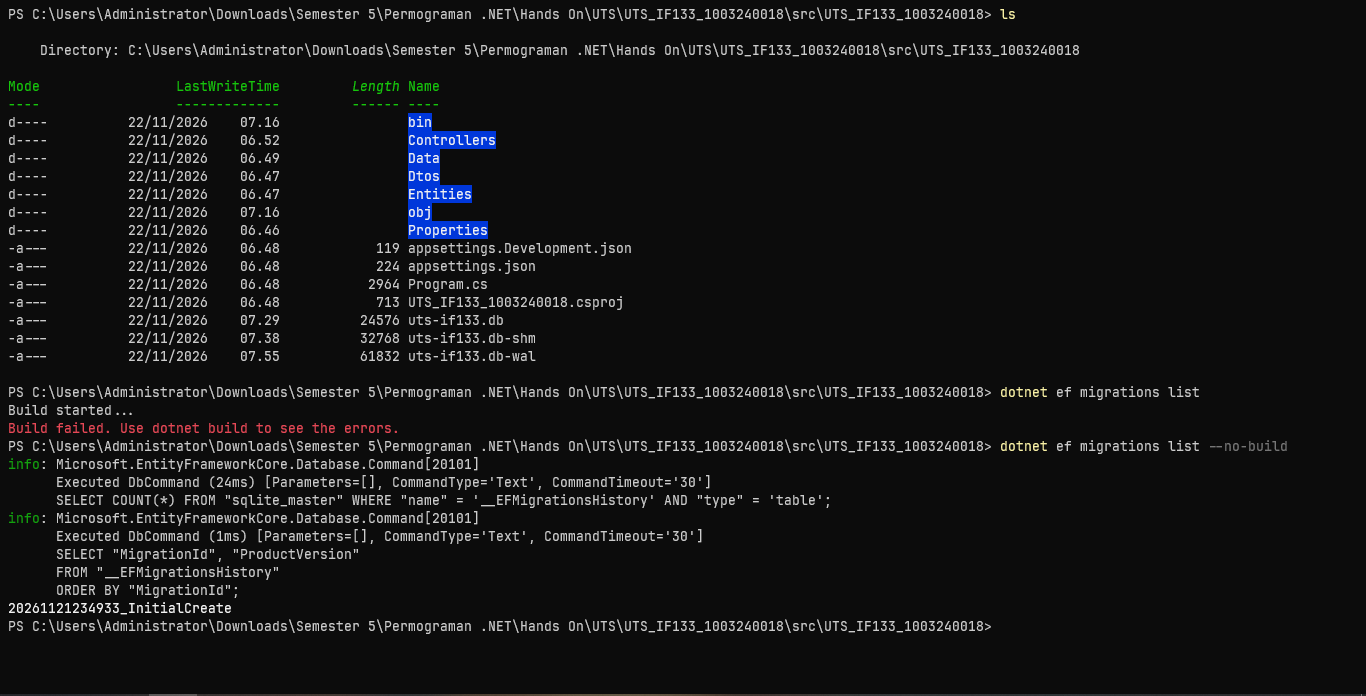 PS C:\Users\Administrator\Downloads\Semester 5\Permograman .NET\Hands On\UTS\UTS_IF133_1003240018\src\UTS_IF133_1003240018> ls
Directory: C:\Users\Administrator\Downloads\Semester 5\Permograman .NET\Hands On\UTS\UTS_IF133_1003240018\src\UTS_IF133_1003240018
Mode                 LastWriteTime         Length Name
----                 -------------         ------ ----
d----          22/11/2026    07.16                bin
d----          22/11/2026    06.52                Controllers
d----          22/11/2026    06.49                Data
d----          22/11/2026    06.47                Dtos
d----          22/11/2026    06.47                Entities
d----          22/11/2026    07.16                obj
d----          22/11/2026    06.46                Properties
-a---          22/11/2026    06.48            119 appsettings.Development.json
-a---          22/11/2026    06.48            224 appsettings.json
-a---          22/11/2026    06.48           2964 Program.cs
-a---          22/11/2026    06.48            713 UTS_IF133_1003240018.csproj
-a---          22/11/2026    07.29          24576 uts-if133.db
-a---          22/11/2026    07.38          32768 uts-if133.db-shm
-a---          22/11/2026    07.55          61832 uts-if133.db-wal
PS C:\Users\Administrator\Downloads\Semester 5\Permograman .NET\Hands On\UTS\UTS_IF133_1003240018\src\UTS_IF133_1003240018> dotnet ef migrations list
Build started...
Build failed. Use dotnet build to see the errors.
PS C:\Users\Administrator\Downloads\Semester 5\Permograman .NET\Hands On\UTS\UTS_IF133_1003240018\src\UTS_IF133_1003240018> dotnet ef migrations list --no-build
info: Microsoft.EntityFrameworkCore.Database.Command[20101]
Executed DbCommand (24ms) [Parameters=[], CommandType='Text', CommandTimeout='30']
SELECT COUNT(*) FROM "sqlite_master" WHERE "name" = '__EFMigrationsHistory' AND "type" = 'table';
info: Microsoft.EntityFrameworkCore.Database.Command[20101]
Executed DbCommand (1ms) [Parameters=[], CommandType='Text', CommandTimeout='30']
SELECT "MigrationId", "ProductVersion"
FROM "__EFMigrationsHistory"
ORDER BY "MigrationId";
20261121234933_InitialCreate
PS C:\Users\Administrator\Downloads\Semester 5\Permograman .NET\Hands On\UTS\UTS_IF133_1003240018\src\UTS_IF133_1003240018>